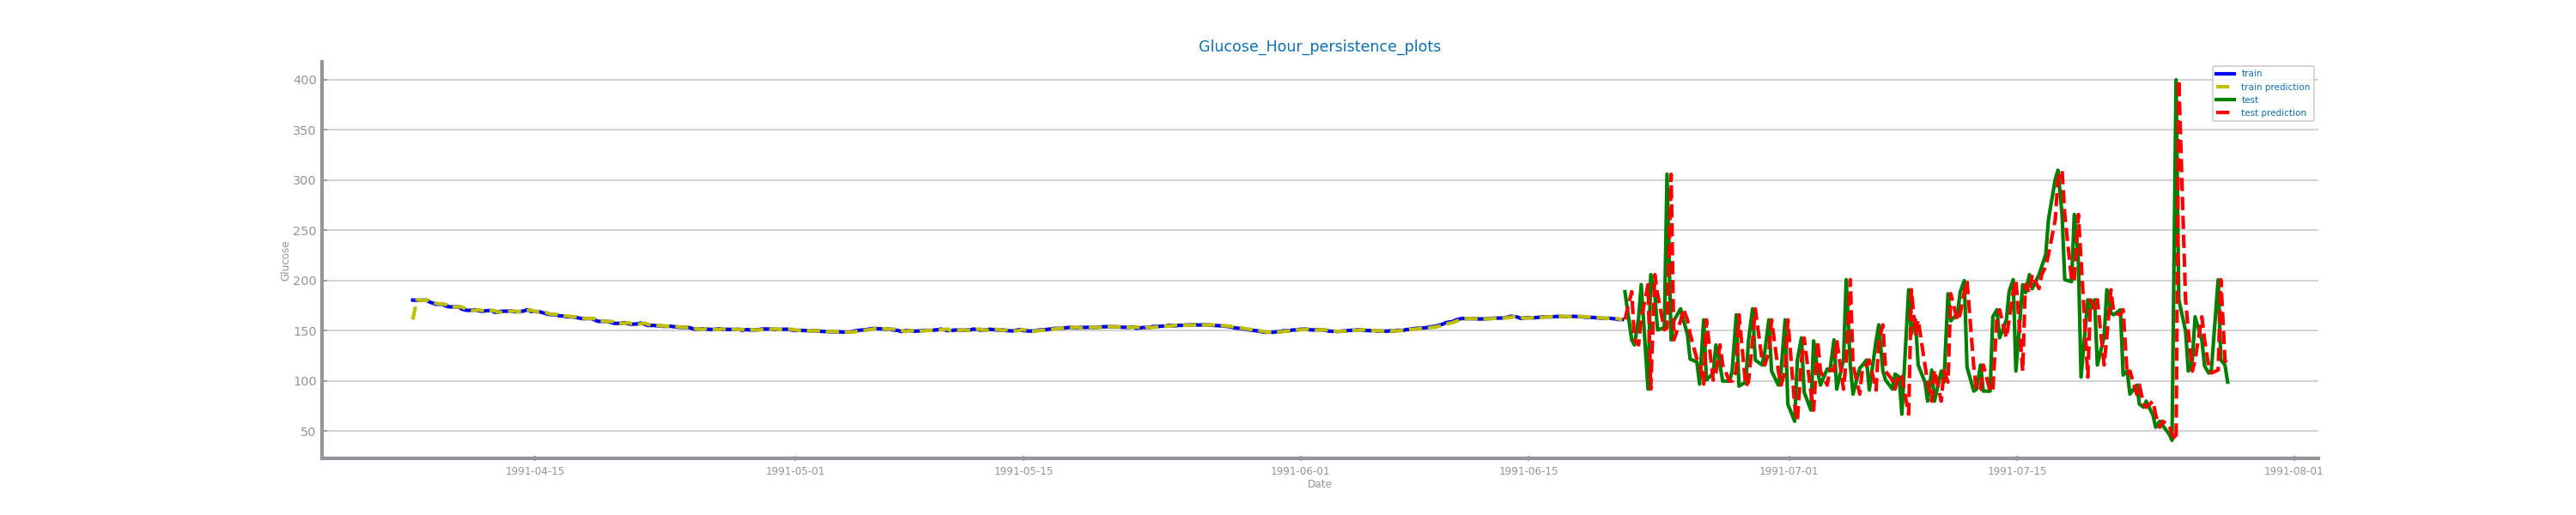 Glucose_Hour_persistence_plots
train
train prediction
test
test prediction
400
350
300
250
200
150
100
50
Glucose
1991-04-15
1991-05-01
1991-05-15
1991-06-01
1991-06-15
1991-07-01
1991-07-15
1991-08-01
Date